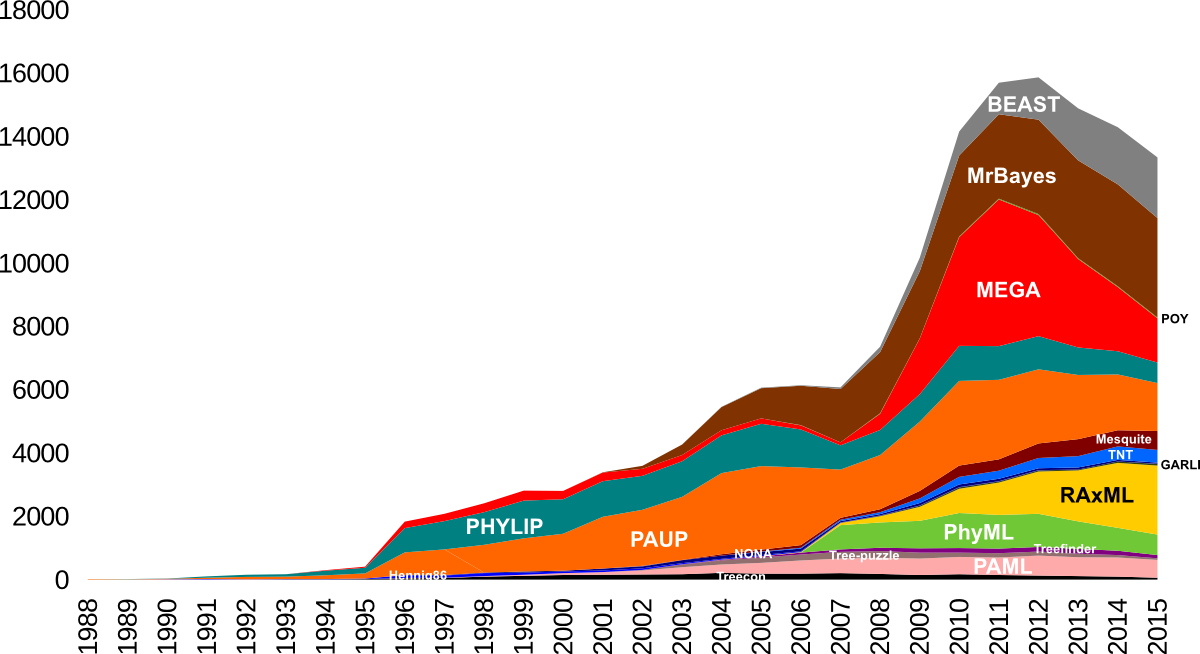 18000
16000
14000
12000
10000
8000
6000
4000
2000
0
BEAST
MrBayes
MEGA
POY
Mesquite
TNT
GARLI
RAxML
PHYLIP
PAUP
PhyML
NONA
Tree-puzzle
Treefinder
PAML
Hennig86
Treecon
1988
1989
1990
1991
1992
1993
1994
1995
1996
1997
1998
1999
2000
2001
2002
2003
2004
2005
2006
2007
2008
2009
2010
2011
2012
2013
2014
2015